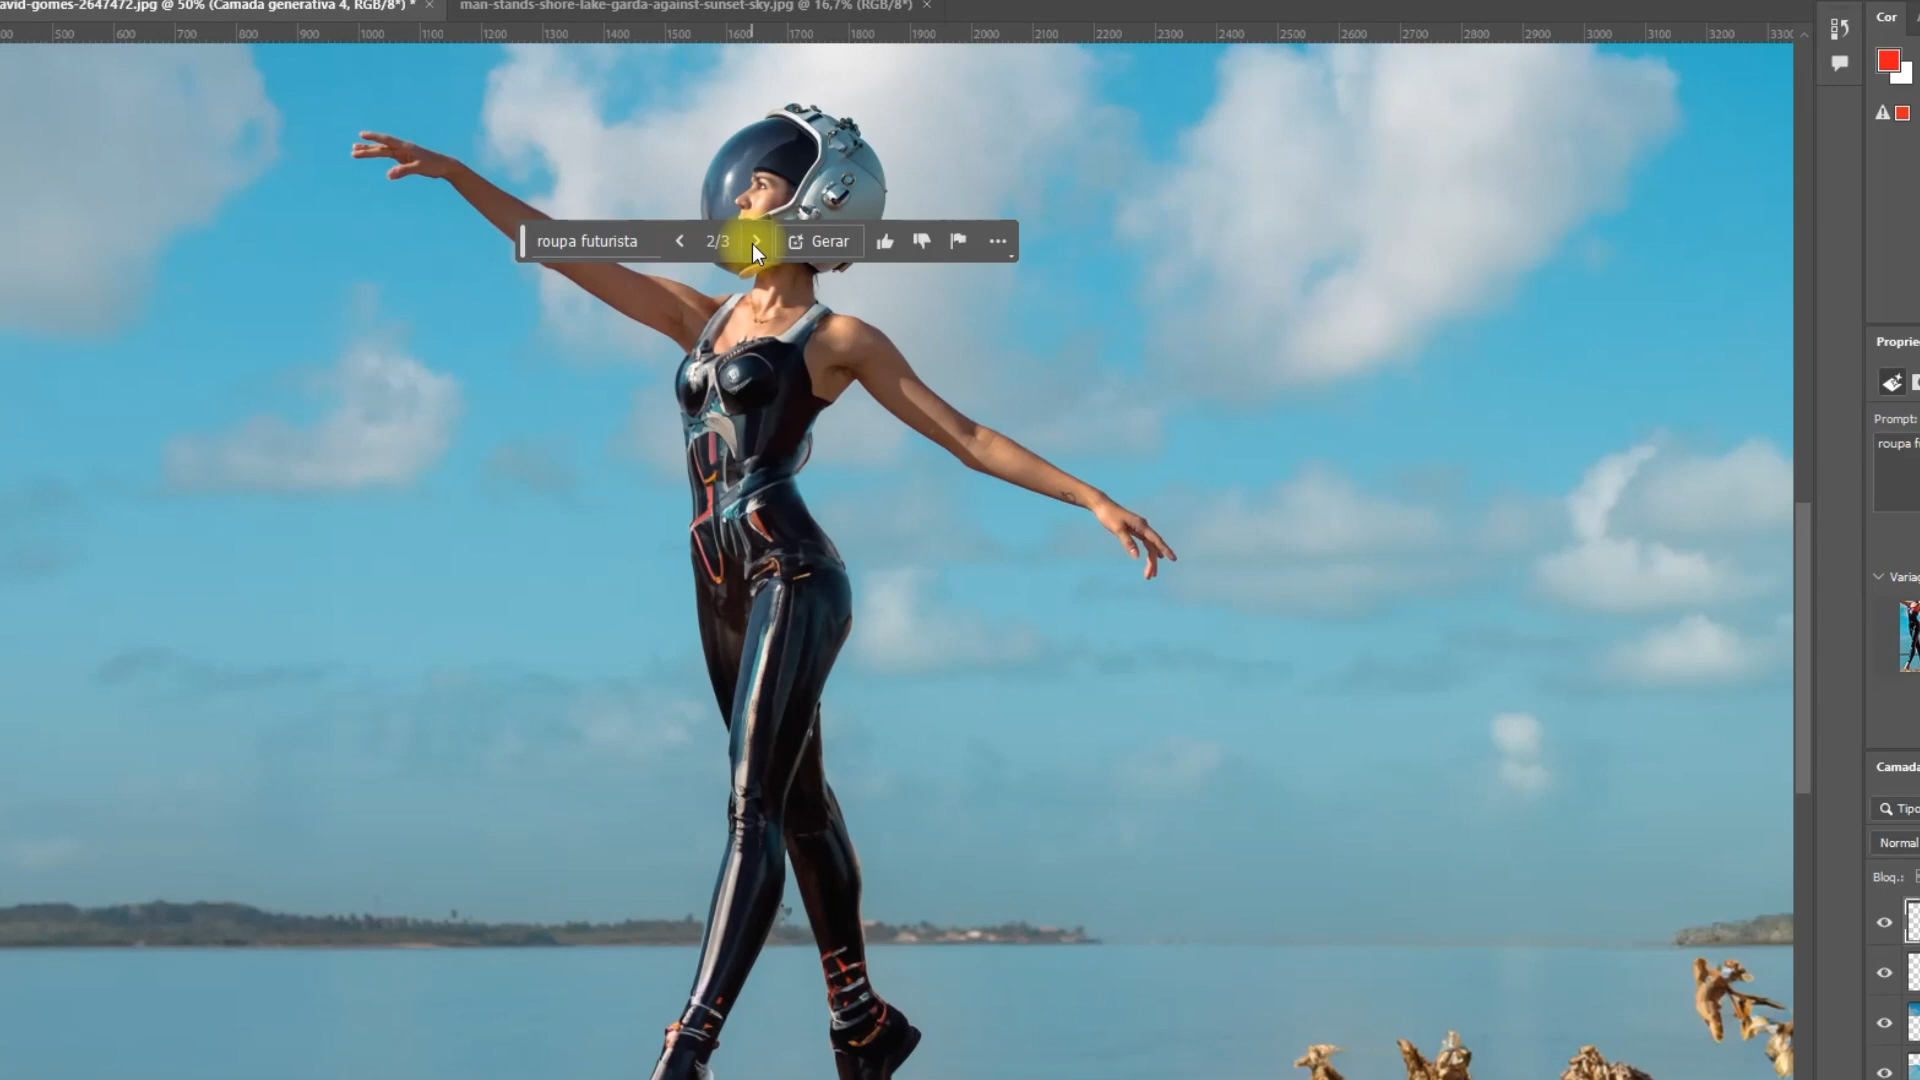 avid-gomes-2647472.jpg @ 50% (Camada generativa 4, RGB/8*) * ×
man-stands-shore-lake-garda-against-sunset-sky.jpg @ 16,7% (RGB/8*) ×
00 500 600 700 800 900 1000 1100 1200 1300 1400 1500 1600 1700 1800 1900 2000 2100 2200 2300 2400 2500 2600 2700 2800 2900 3000 3100 3200 330
Cor
roupa futurista 2/3 Gerar
Proprie
Prompt:
roupa f
Varia
Camada
Tipo
Normal
Bloq.: